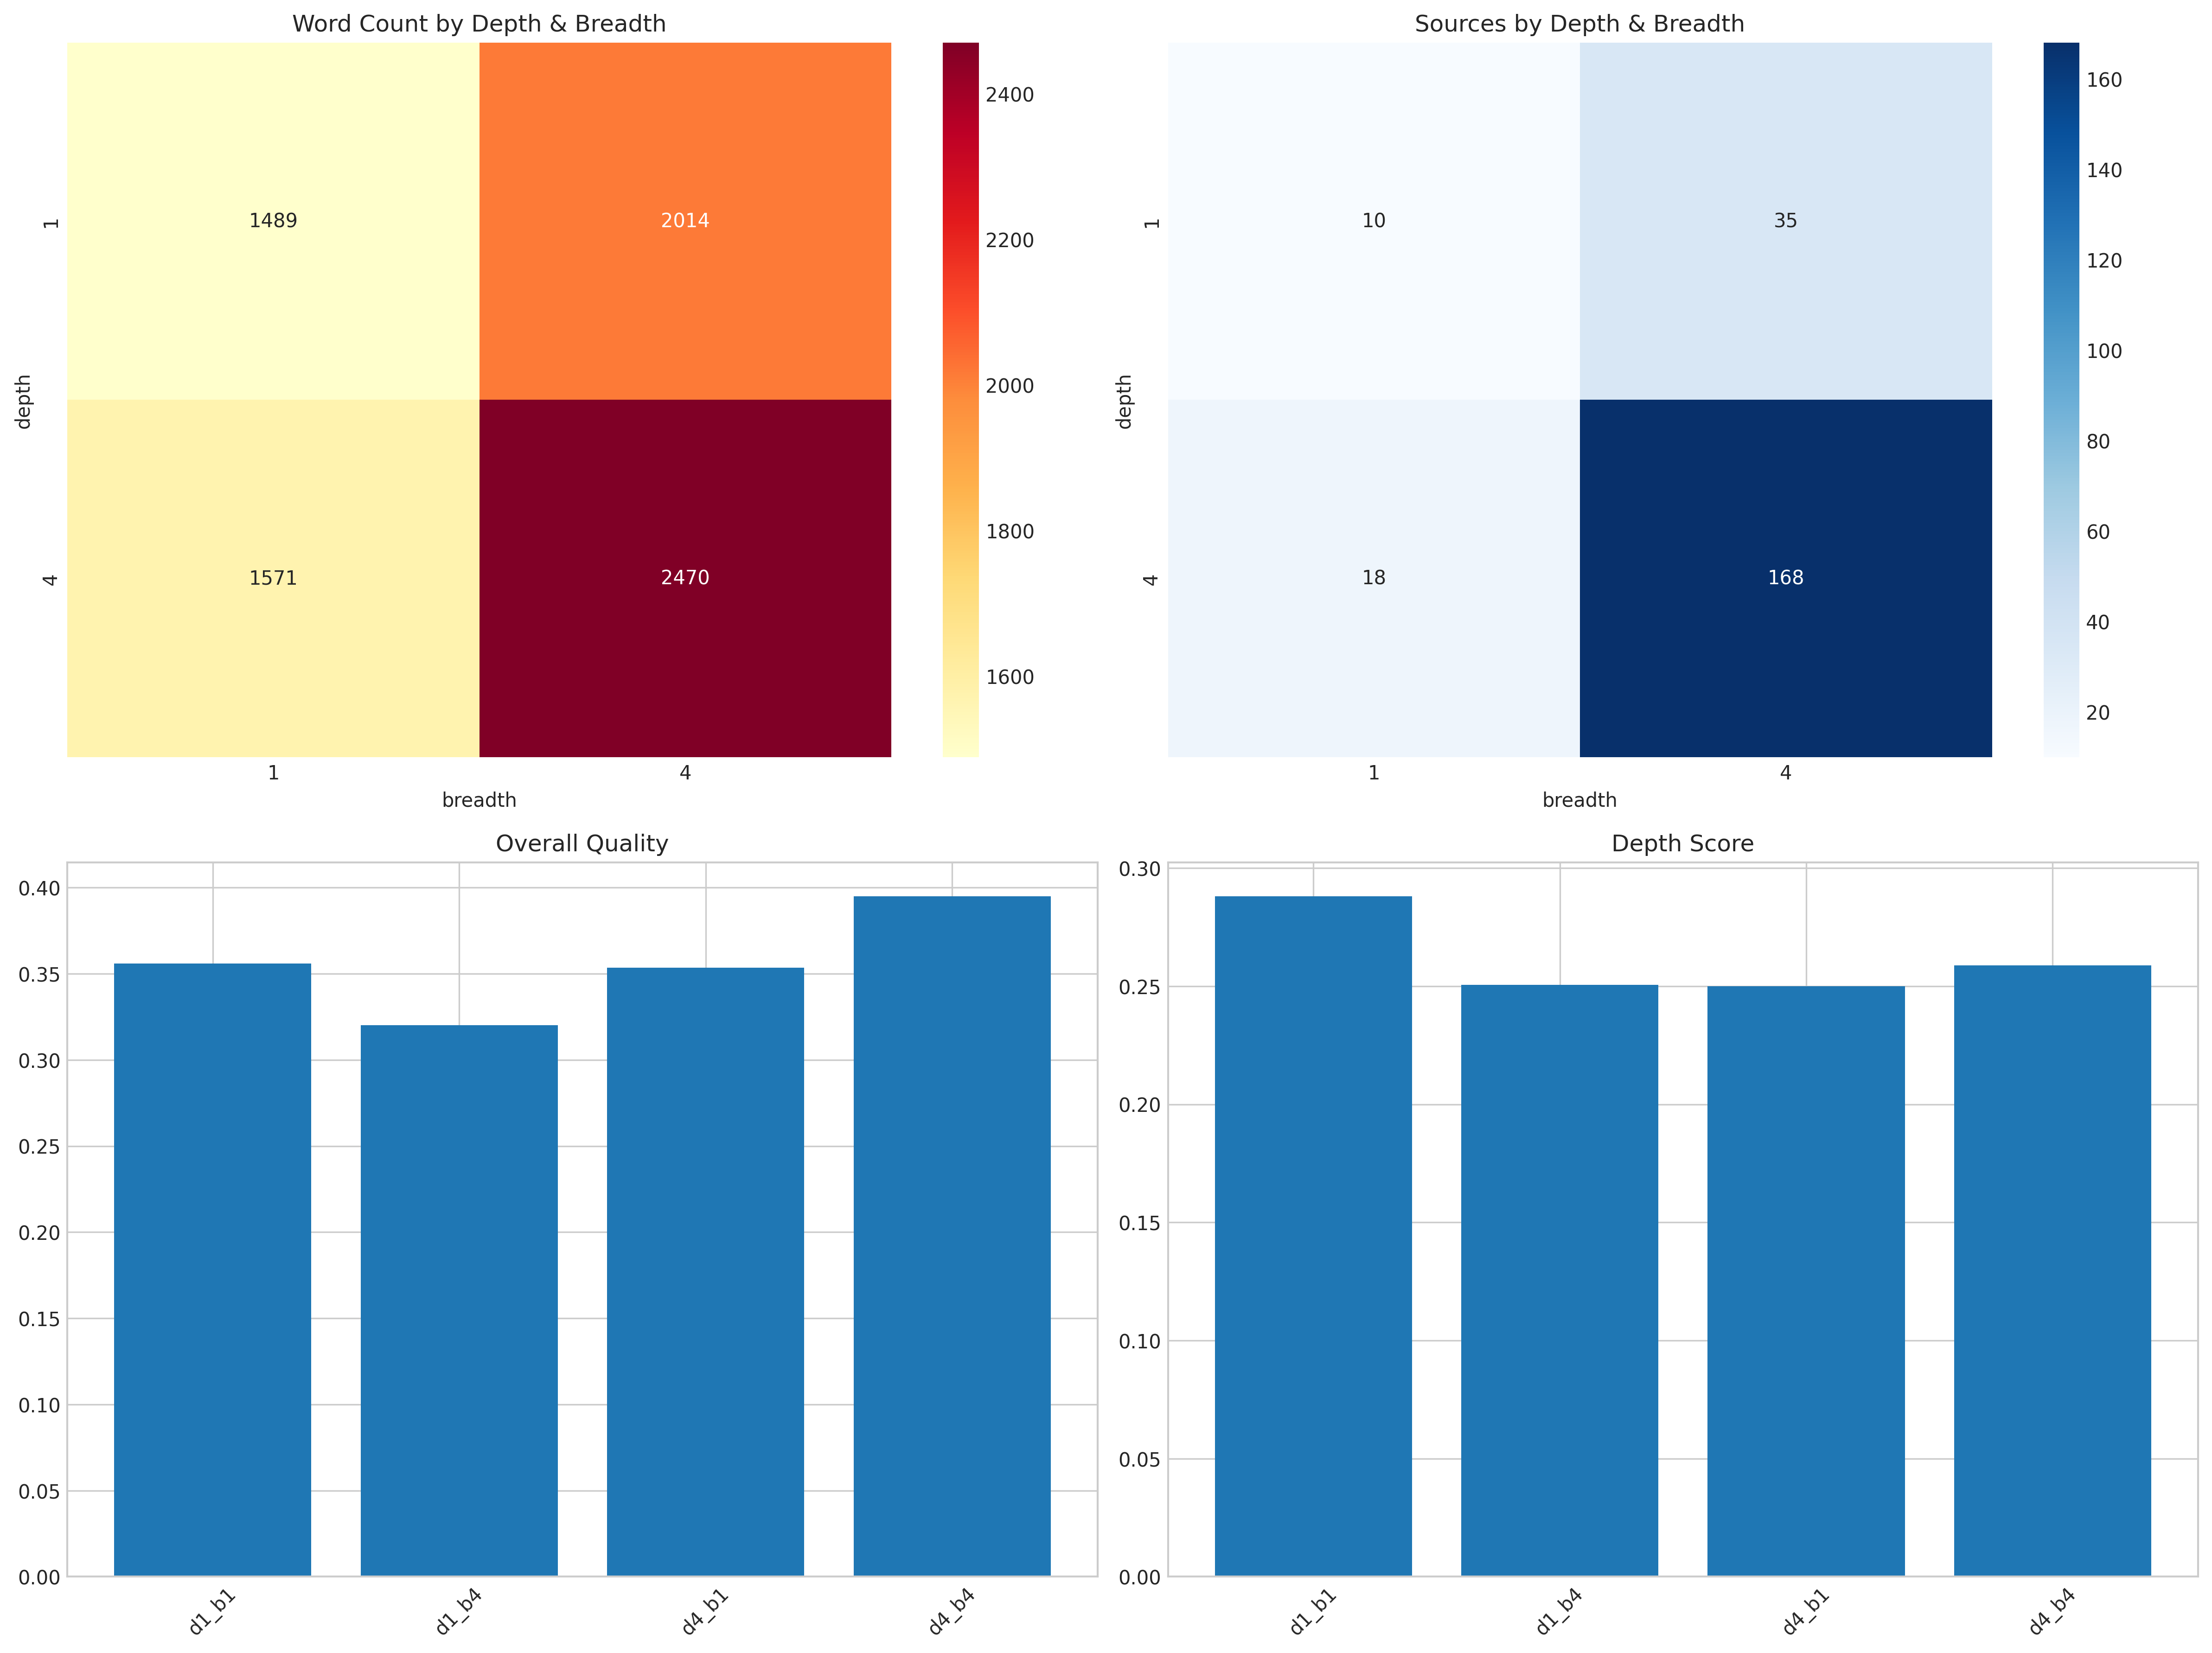 Word Count by Depth & Breadth
2400
2200
2000
1800
1600
1489
2014
1571
2470
1
4
depth
1
4
breadth
Sources by Depth & Breadth
160
140
120
100
80
60
40
20
10
35
18
168
1
4
depth
1
4
breadth
Overall Quality
0.40
0.35
0.30
0.25
0.20
0.15
0.10
0.05
0.00
d1_b1
d1_b4
d4_b1
d4_b4
Depth Score
0.30
0.25
0.20
0.15
0.10
0.05
0.00
d1_b1
d1_b4
d4_b1
d4_b4